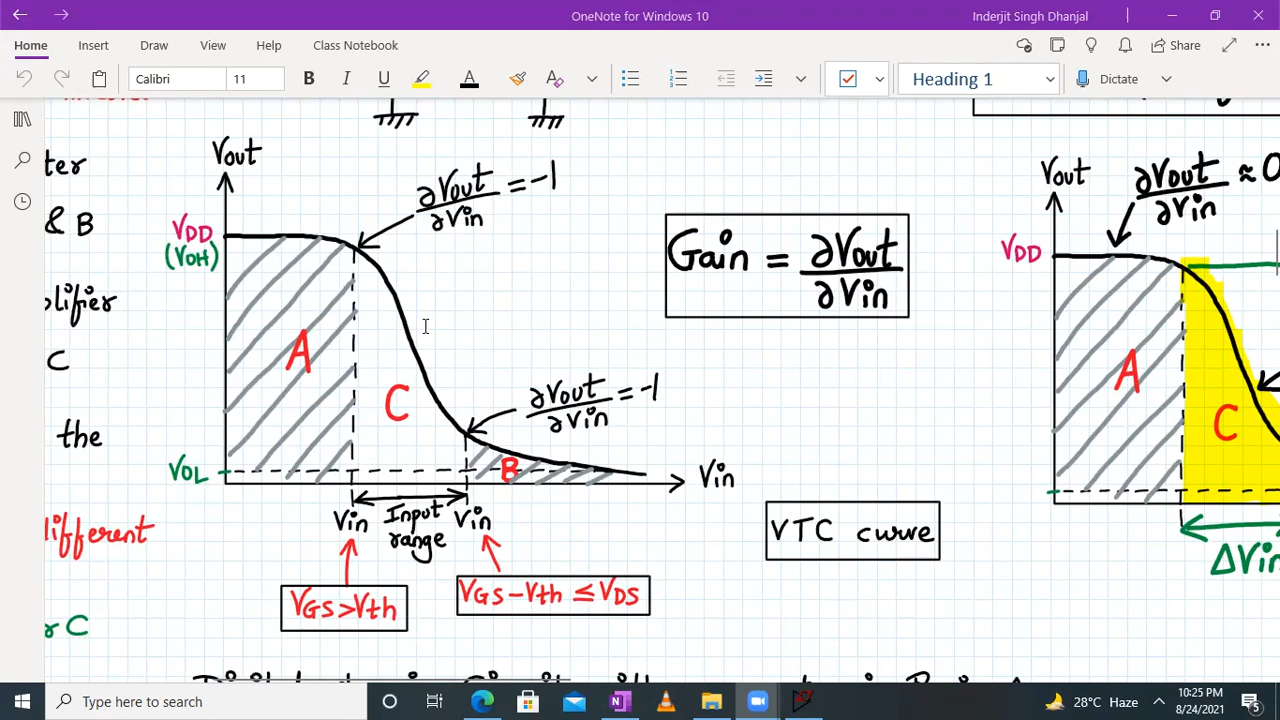 OneNote for Windows 10
Inderjit Singh Dhanjal
Home Insert Draw View Help Class Notebook
Share
Calibri 11 B I U A Heading 1 Dictate
ter
& B
plifier
C
the
different
r C
Vout
VDD
(VOH)
VOL
∂Vout/∂Vin = -1
A
C
B
∂Vout/∂Vin = -1
Vin
Vin Input range Vin
VGS>Vth
VGS-Vth ≤ VDS
Gain = ∂Vout/∂Vin
VTC curve
Vout
∂Vout/∂Vin ≈ 0
VDD
A
C
ΔVin
Type here to search
28°C Haze
10:25 PM
8/24/2021
5